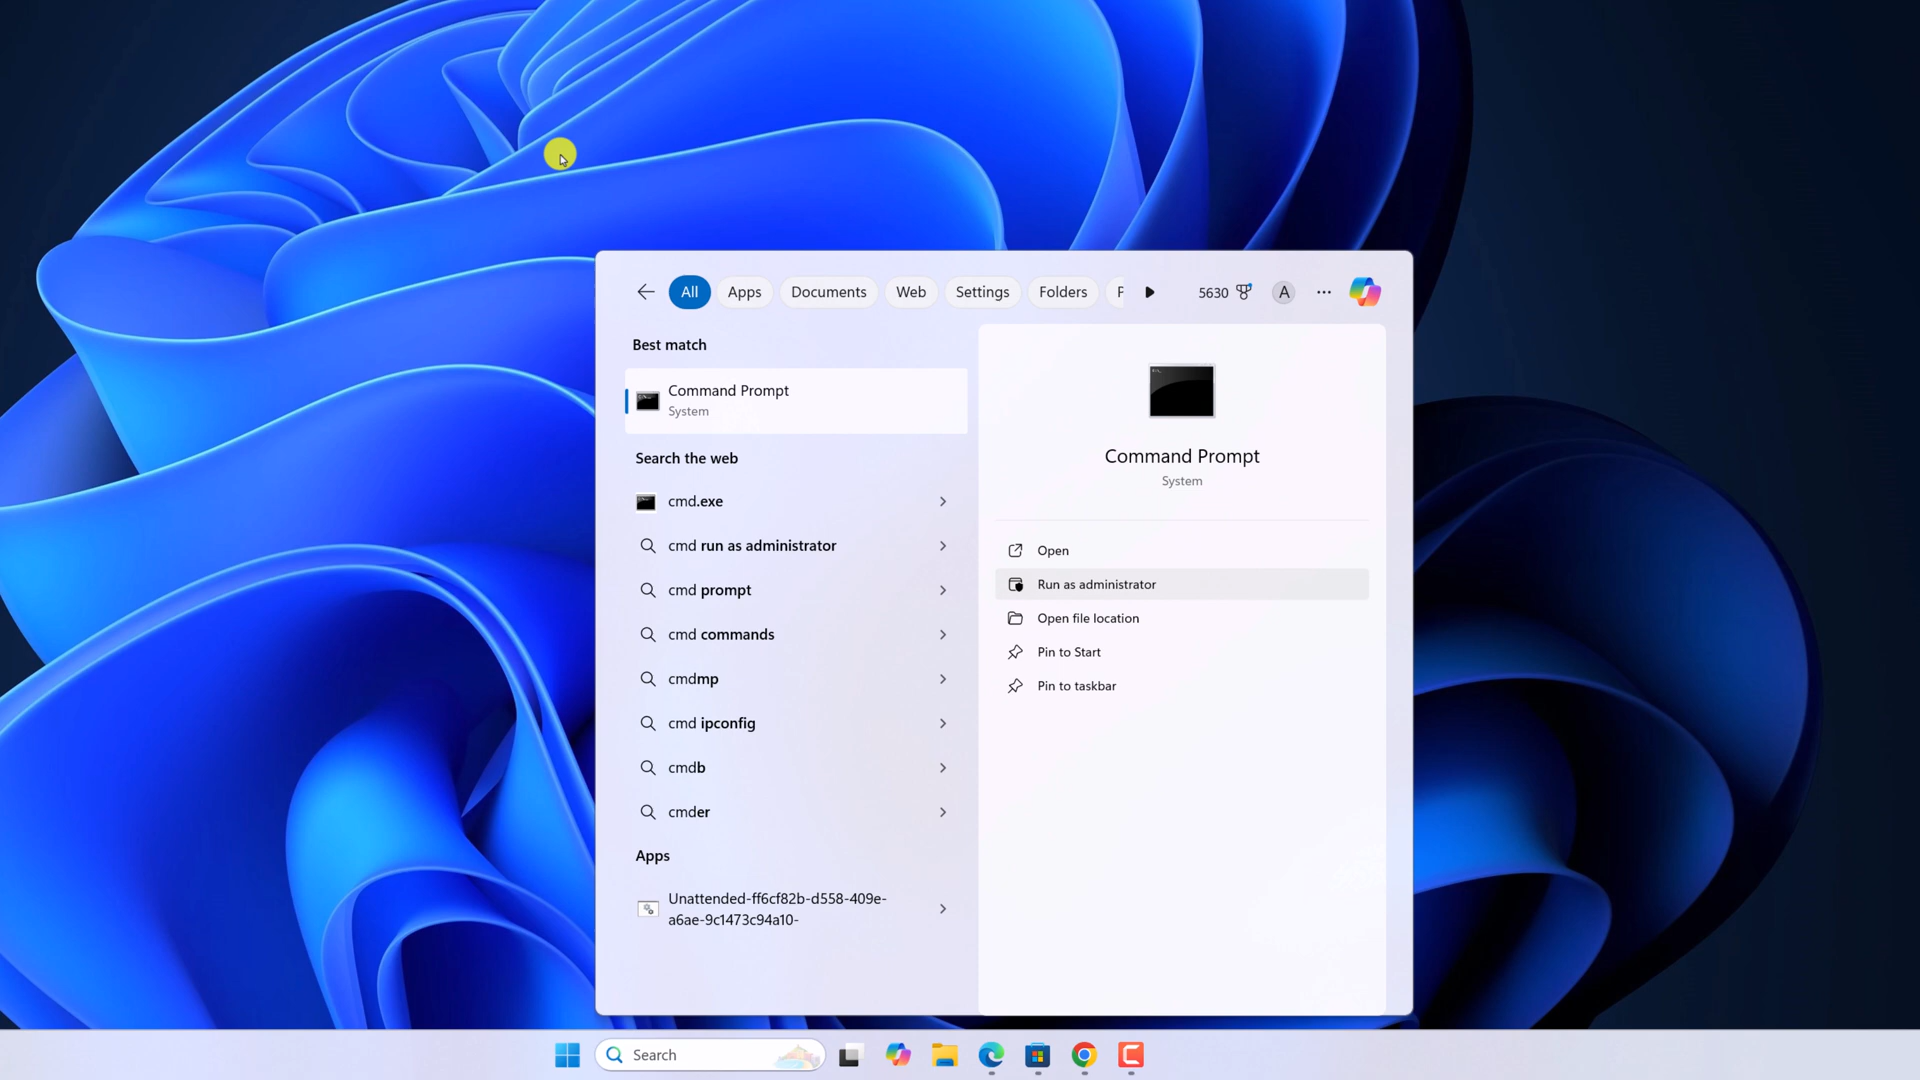 All
Apps
Documents
Web
Settings
Folders
5630
A
Best match
Command Prompt
System
Search the web
cmd.exe
cmd run as administrator
cmd prompt
cmd commands
cmdmp
cmd ipconfig
cmdb
cmder
Apps
Unattended-ff6cf82b-d558-409e-
a6ae-9c1473c94a10-
Command Prompt
System
Open
Run as administrator
Open file location
Pin to Start
Pin to taskbar
Search